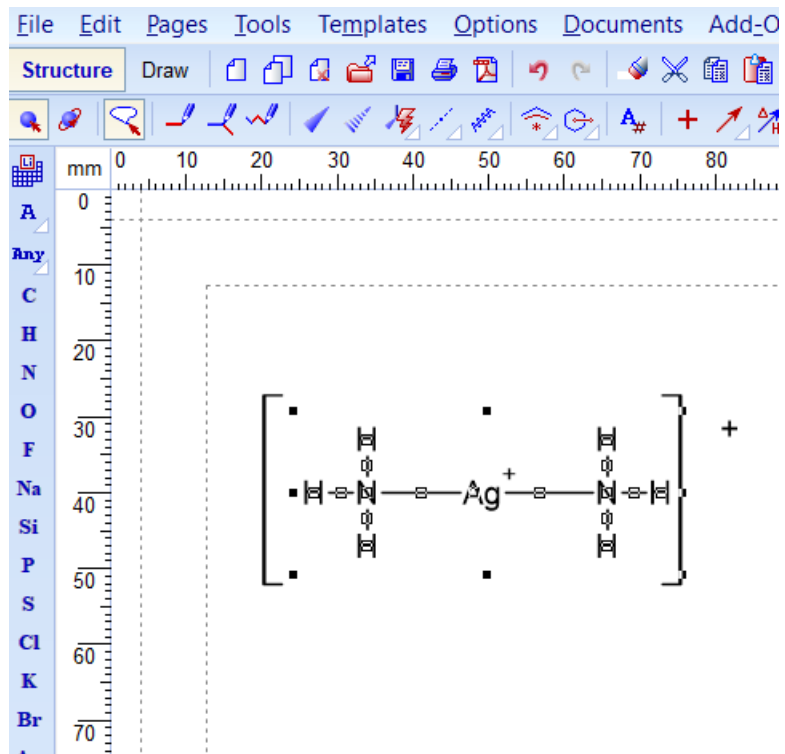 File Edit Pages Tools Templates Options Documents Add-O
Structure Draw
A#
Li mm 0 10 20 30 40 50 60 70 80
A
Any
C
H
N
O
F
Na
Si
P
S
Cl
K
Br
0
10
20
30
40
50
60
70
H H +
H N Ag+ N H
H H